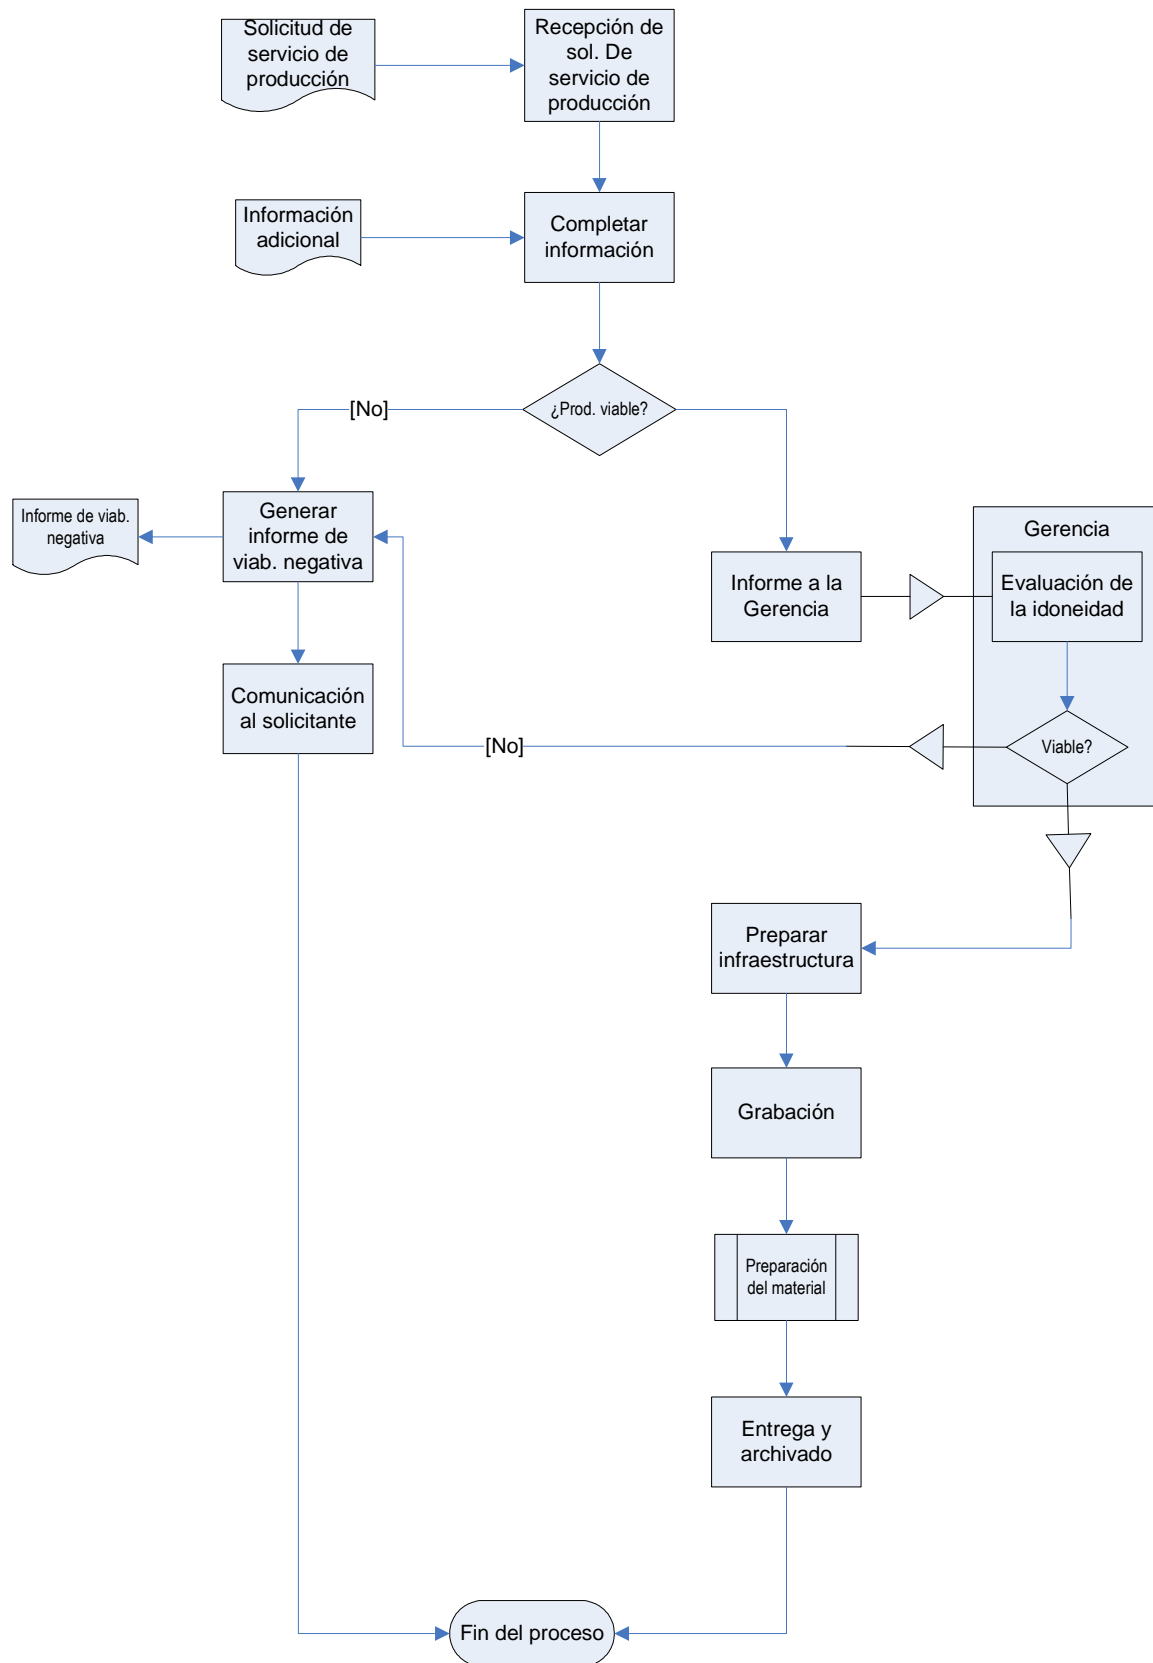 Solicitud de
servicio de
producción
Recepción de
sol. De
servicio de
producción
Información
adicional
Completar
información
¿Prod. viable?
[No]
Informe de viab.
negativa
Generar
informe de
viab. negativa
Gerencia
Informe a la
Gerencia
Evaluación de
la idoneidad
Comunicación
al solicitante
[No]
Viable?
Preparar
infraestructura
Grabación
Preparación
del material
Entrega y
archivado
Fin del proceso